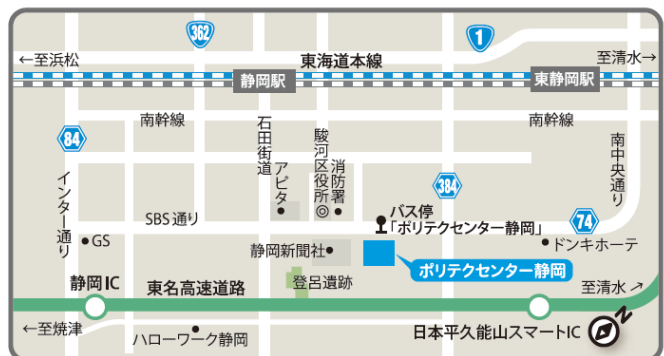 362
1
←至浜松
東海道本線
至清水→
静岡駅
東静岡駅
84
南幹線
南幹線
石田街道
アピタ
駿河区役所
消防署
南中央通り
インター通り
384
SBS通り
バス停
「ポリテクセンター静岡」
74
GS
静岡新聞社
ドンキホーテ
ポリテクセンター静岡
静岡IC
東名高速道路
登呂遺跡
至清水↗
N
←至焼津
ハローワーク静岡
日本平久能山スマートIC